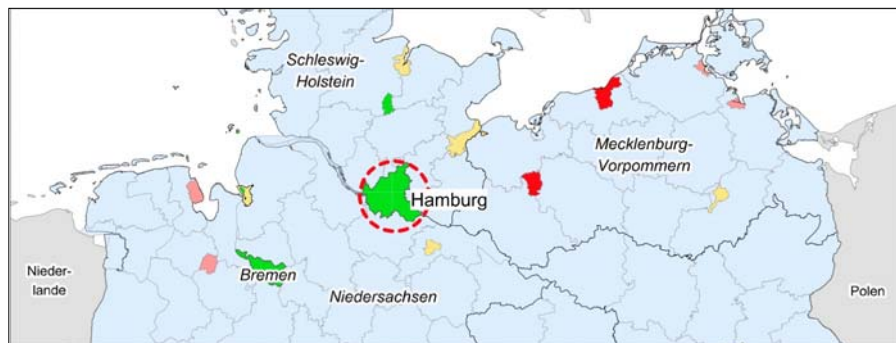 Schleswig-
Holstein
Mecklenburg-
Vorpommern
Hamburg
Nieder-
lande
Bremen
Niedersachsen
Polen